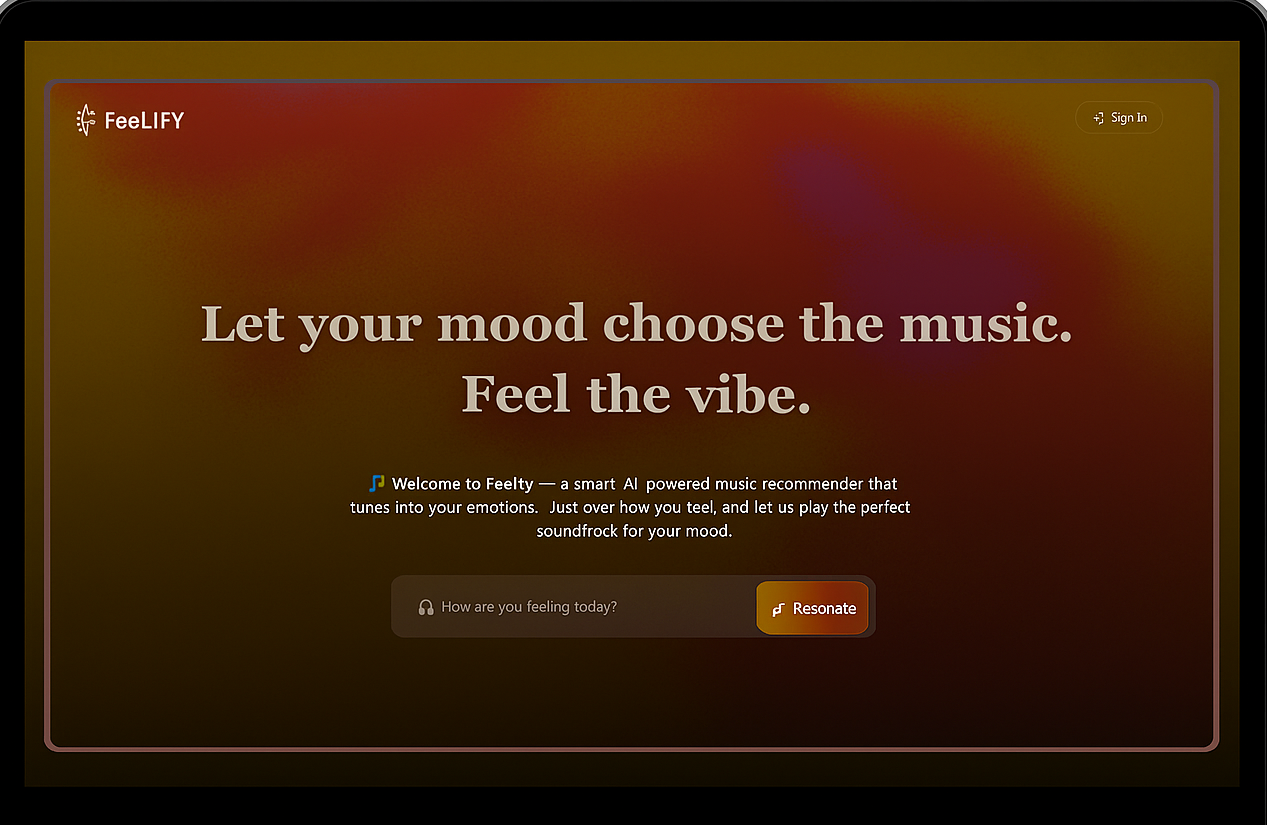 FeeLIFY
Sign In
Let your mood choose the music.
Feel the vibe.
Welcome to Feelty — a smart AI powered music recommender that
tunes into your emotions. Just over how you teel, and let us play the perfect
soundfrock for your mood.
How are you feeling today?
Resonate